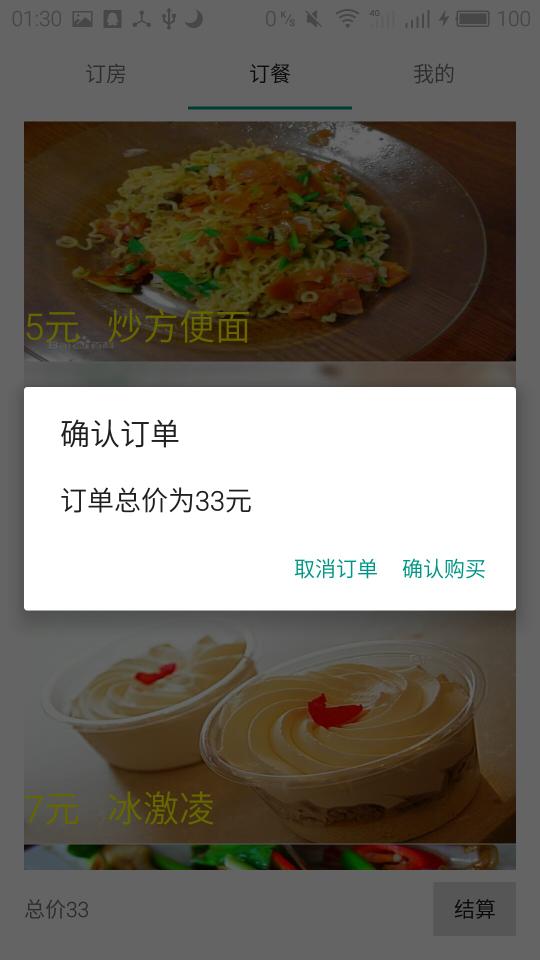 01:30 0 K/s 4G 100
订房 订餐 我的
5元 炒方便面
确认订单
订单总价为33元
取消订单 确认购买
7元 冰激凌
总价33 结算